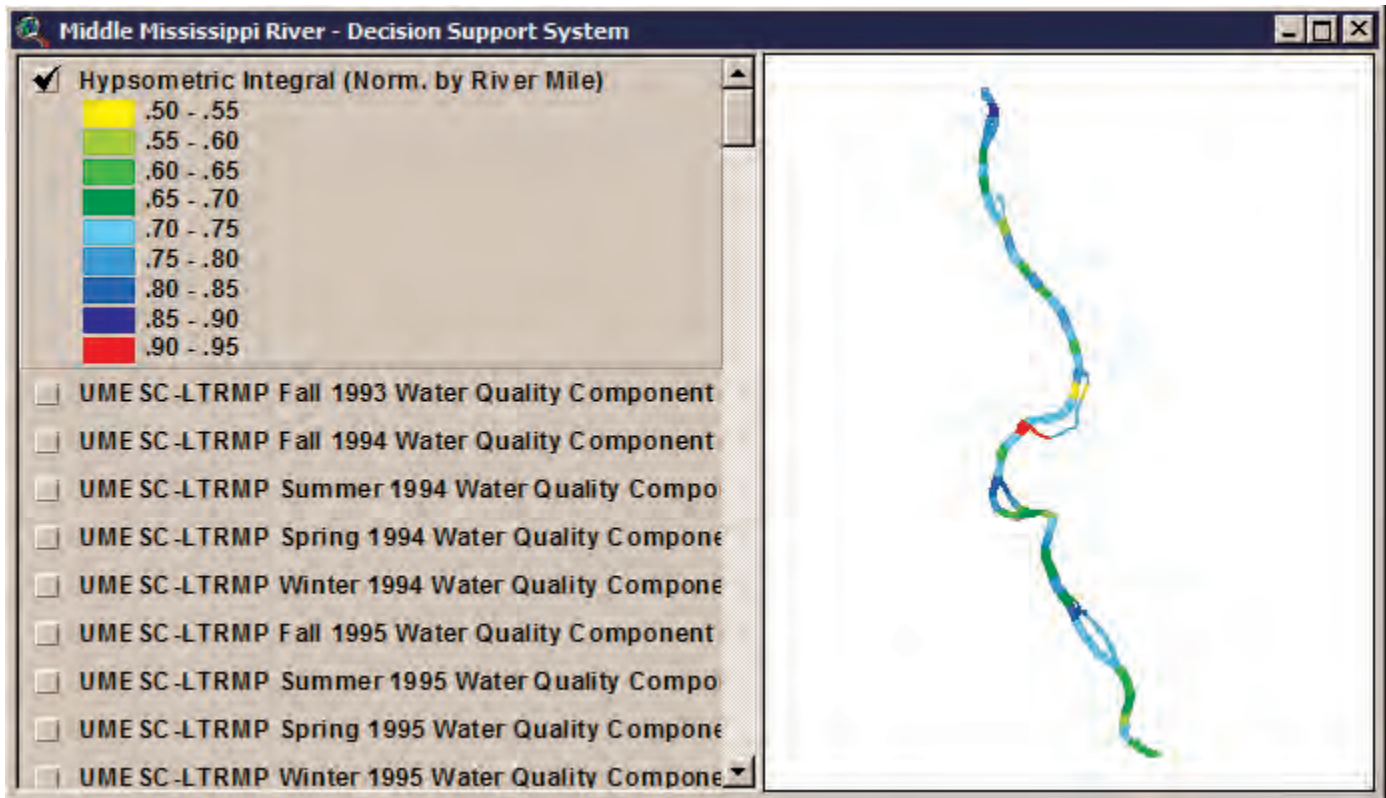 Middle Mississippi River - Decision Support System
Hypsometric Integral (Norm. by River Mile)
.50 - .55
.55 - .60
.60 - .65
.65 - .70
.70 - .75
.75 - .80
.80 - .85
.85 - .90
.90 - .95
UMESC-LTRMP Fall 1993 Water Quality Component
UMESC-LTRMP Fall 1994 Water Quality Component
UMESC-LTRMP Summer 1994 Water Quality Compo
UMESC-LTRMP Spring 1994 Water Quality Compone
UMESC-LTRMP Winter 1994 Water Quality Compone
UMESC-LTRMP Fall 1995 Water Quality Component
UMESC-LTRMP Summer 1995 Water Quality Compo
UMESC-LTRMP Spring 1995 Water Quality Compone
UMESC-LTRMP Winter 1995 Water Quality Compone